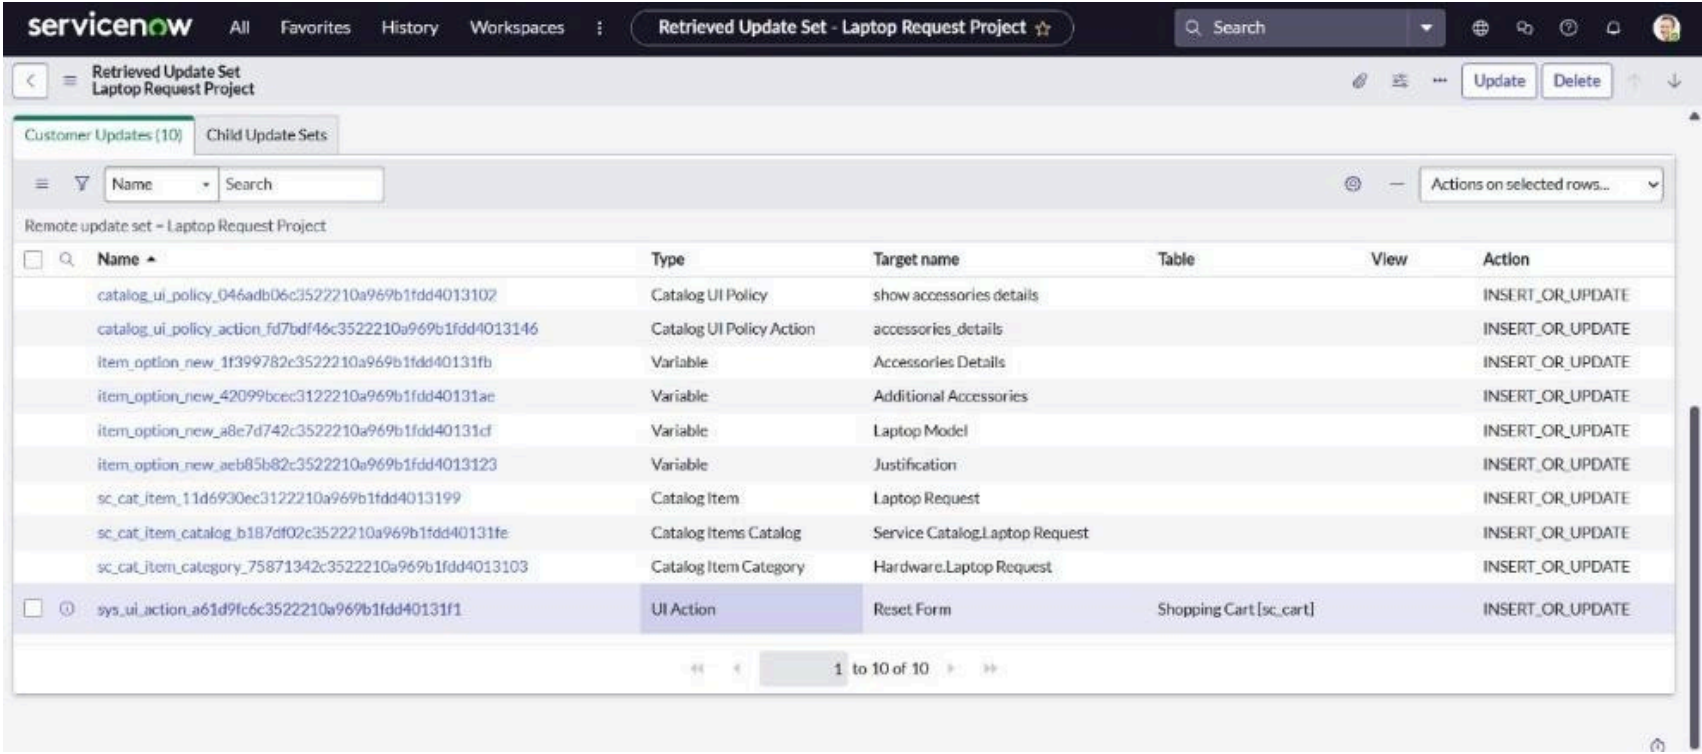 servicenow All Favorites History Workspaces Retrieved Update Set - Laptop Request Project Search
Retrieved Update Set
Laptop Request Project
Update Delete
Customer Updates (10) Child Update Sets
Name Search Actions on selected rows...
Remote update set = Laptop Request Project
Name Type Target name Table View Action
catalog_ui_policy_046adb06c3522210a969b1fdd4013102 Catalog UI Policy show accessories details INSERT_OR_UPDATE
catalog_ui_policy_action_fd7bdf46c3522210a969b1fdd4013146 Catalog UI Policy Action accessories_details INSERT_OR_UPDATE
item_option_new_1f399782c3522210a969b1fdd40131fb Variable Accessories Details INSERT_OR_UPDATE
item_option_new_42099bcec3122210a969b1fdd40131ae Variable Additional Accessories INSERT_OR_UPDATE
item_option_new_a8e7d742c3522210a969b1fdd40131cf Variable Laptop Model INSERT_OR_UPDATE
item_option_new_aeb85b82c3522210a969b1fdd4013123 Variable Justification INSERT_OR_UPDATE
sc_cat_item_11d6930ec3122210a969b1fdd4013199 Catalog Item Laptop Request INSERT_OR_UPDATE
sc_cat_item_catalog_b187df02c3522210a969b1fdd40131fe Catalog Items Catalog Service Catalog.Laptop Request INSERT_OR_UPDATE
sc_cat_item_category_75871342c3522210a969b1fdd4013103 Catalog Item Category Hardware.Laptop Request INSERT_OR_UPDATE
sys_ui_action_a61d9fc6c3522210a969b1fdd40131f1 UI Action Reset Form Shopping Cart [sc_cart] INSERT_OR_UPDATE
1 to 10 of 10